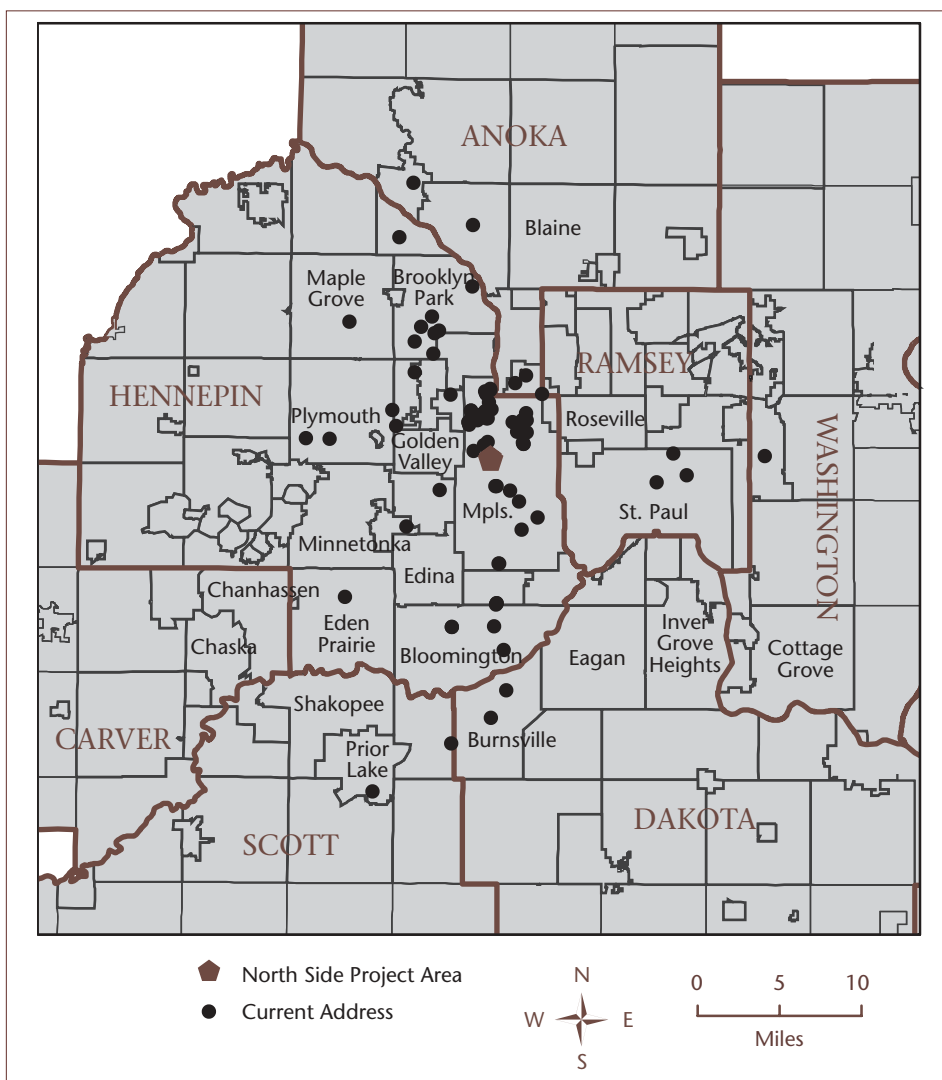 ANOKA
Blaine
Maple
Grove
Brooklyn
Park
RAMSEY
HENNEPIN
Plymouth
Roseville
Golden
Valley
WASHINGTON
Mpls.
St. Paul
Minnetonka
Edina
Chanhassen
Eden
Prairie
Inver
Grove
Heights
Chaska
Bloomington
Eagan
Cottage
Grove
Shakopee
CARVER
Burnsville
Prior
Lake
DAKOTA
SCOTT
North Side Project Area
Current Address
N
W E
S
0 5 10
Miles